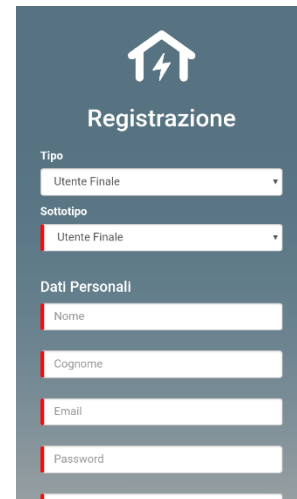 Registrazione
Tipo
Utente Finale
Sottotipo
Utente Finale
Dati Personali
Nome
Cognome
Email
Password